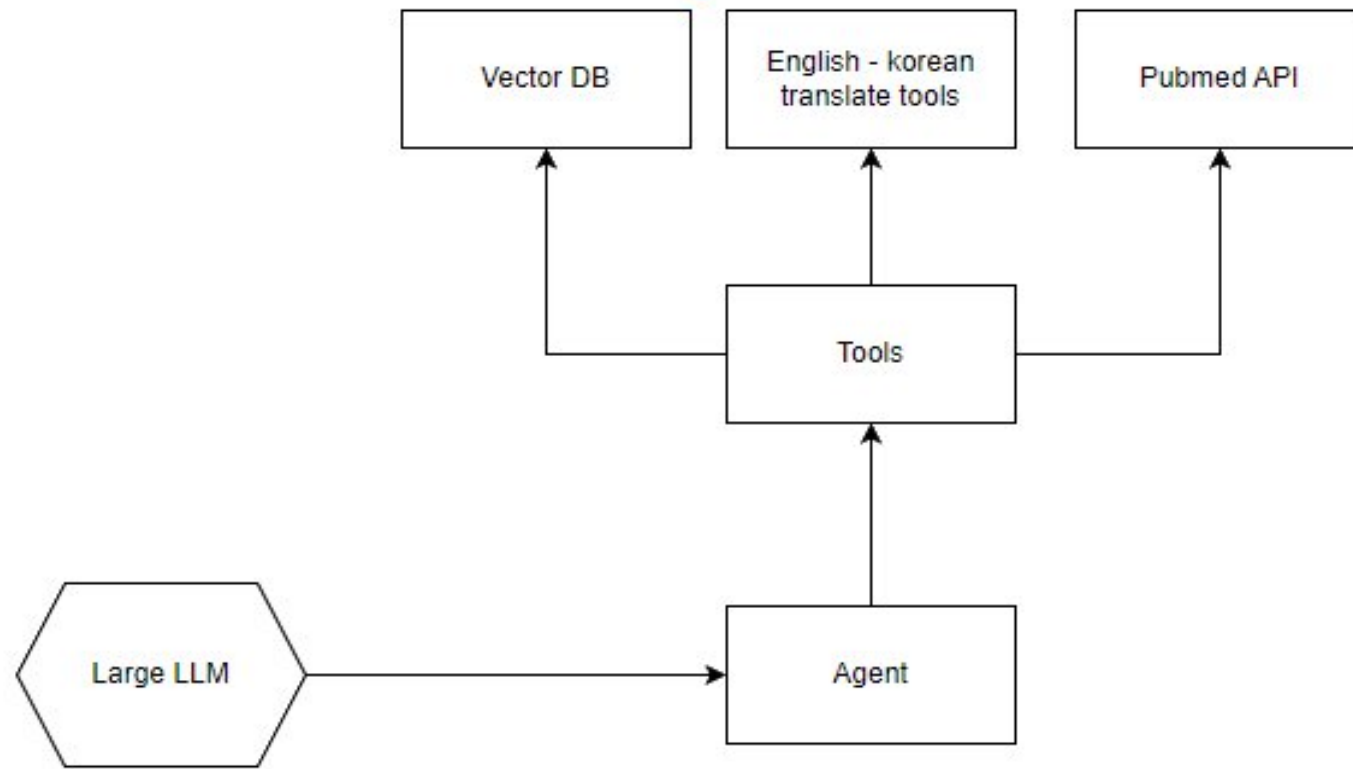 Vector DB
English - korean
translate tools
Pubmed API
Tools
Large LLM
Agent